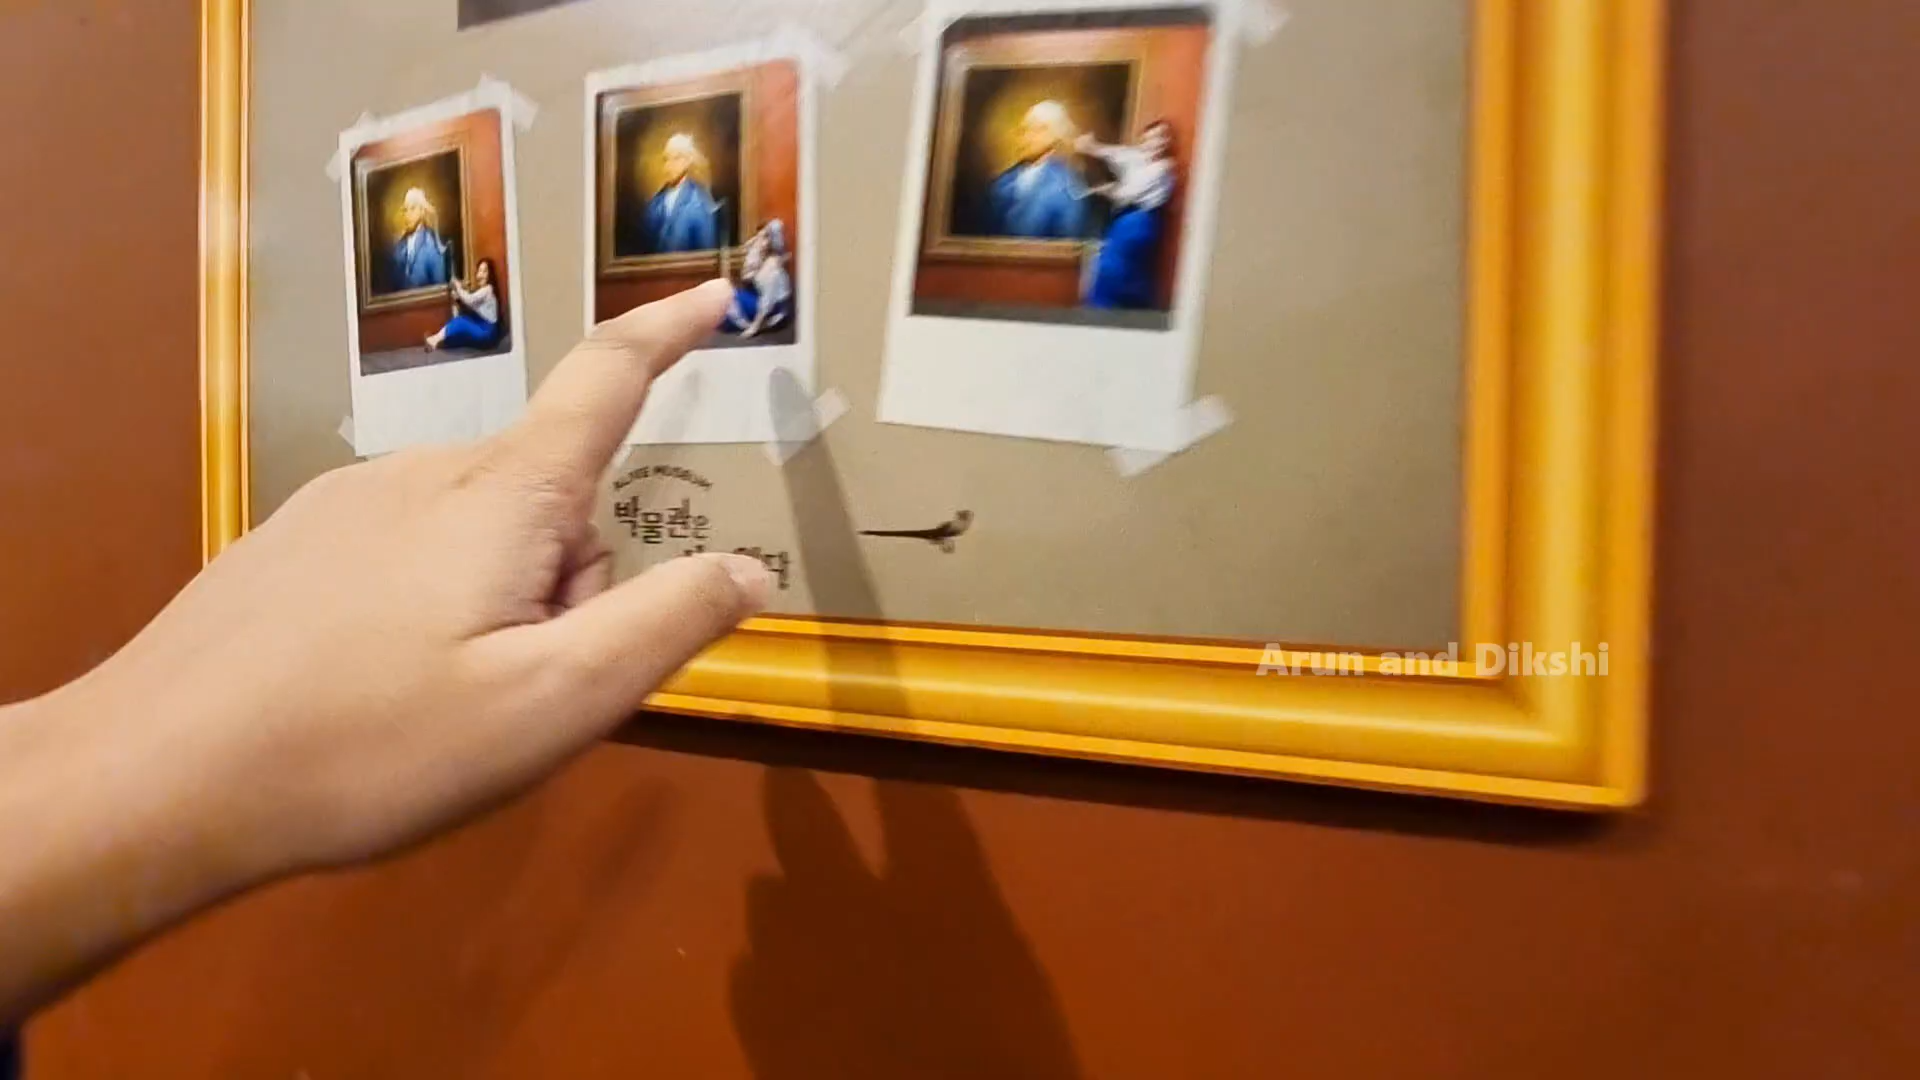 ALIVE MUSEUM
박물관은
Arun and Dikshi